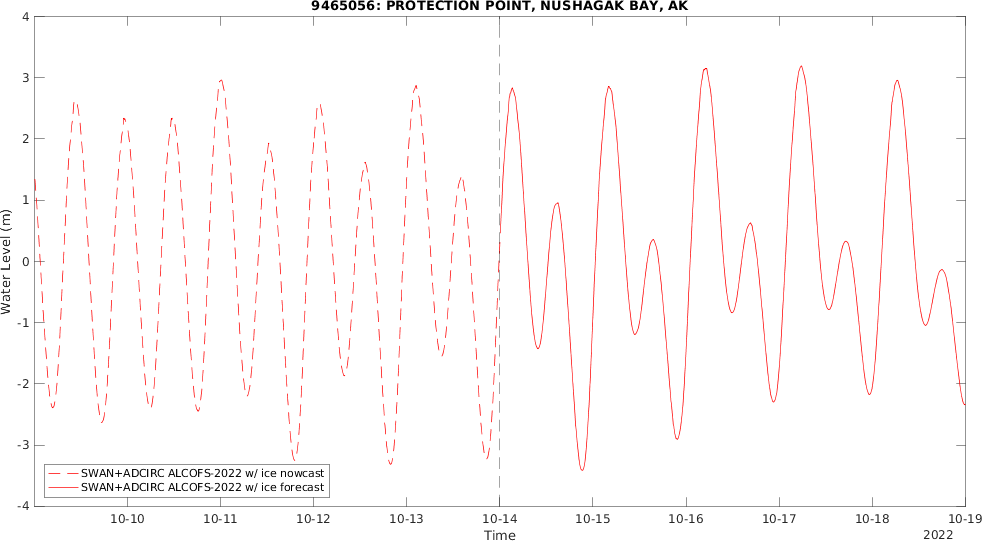 9465056: PROTECTION POINT, NUSHAGAK BAY, AK
4
3
2
1
0
-1
-2
-3
-4
Water Level (m)
SWAN+ADCIRC ALCOFS-2022 w/ ice nowcast
SWAN+ADCIRC ALCOFS-2022 w/ ice forecast
10-10 10-11 10-12 10-13 10-14 10-15 10-16 10-17 10-18 10-19
Time
2022